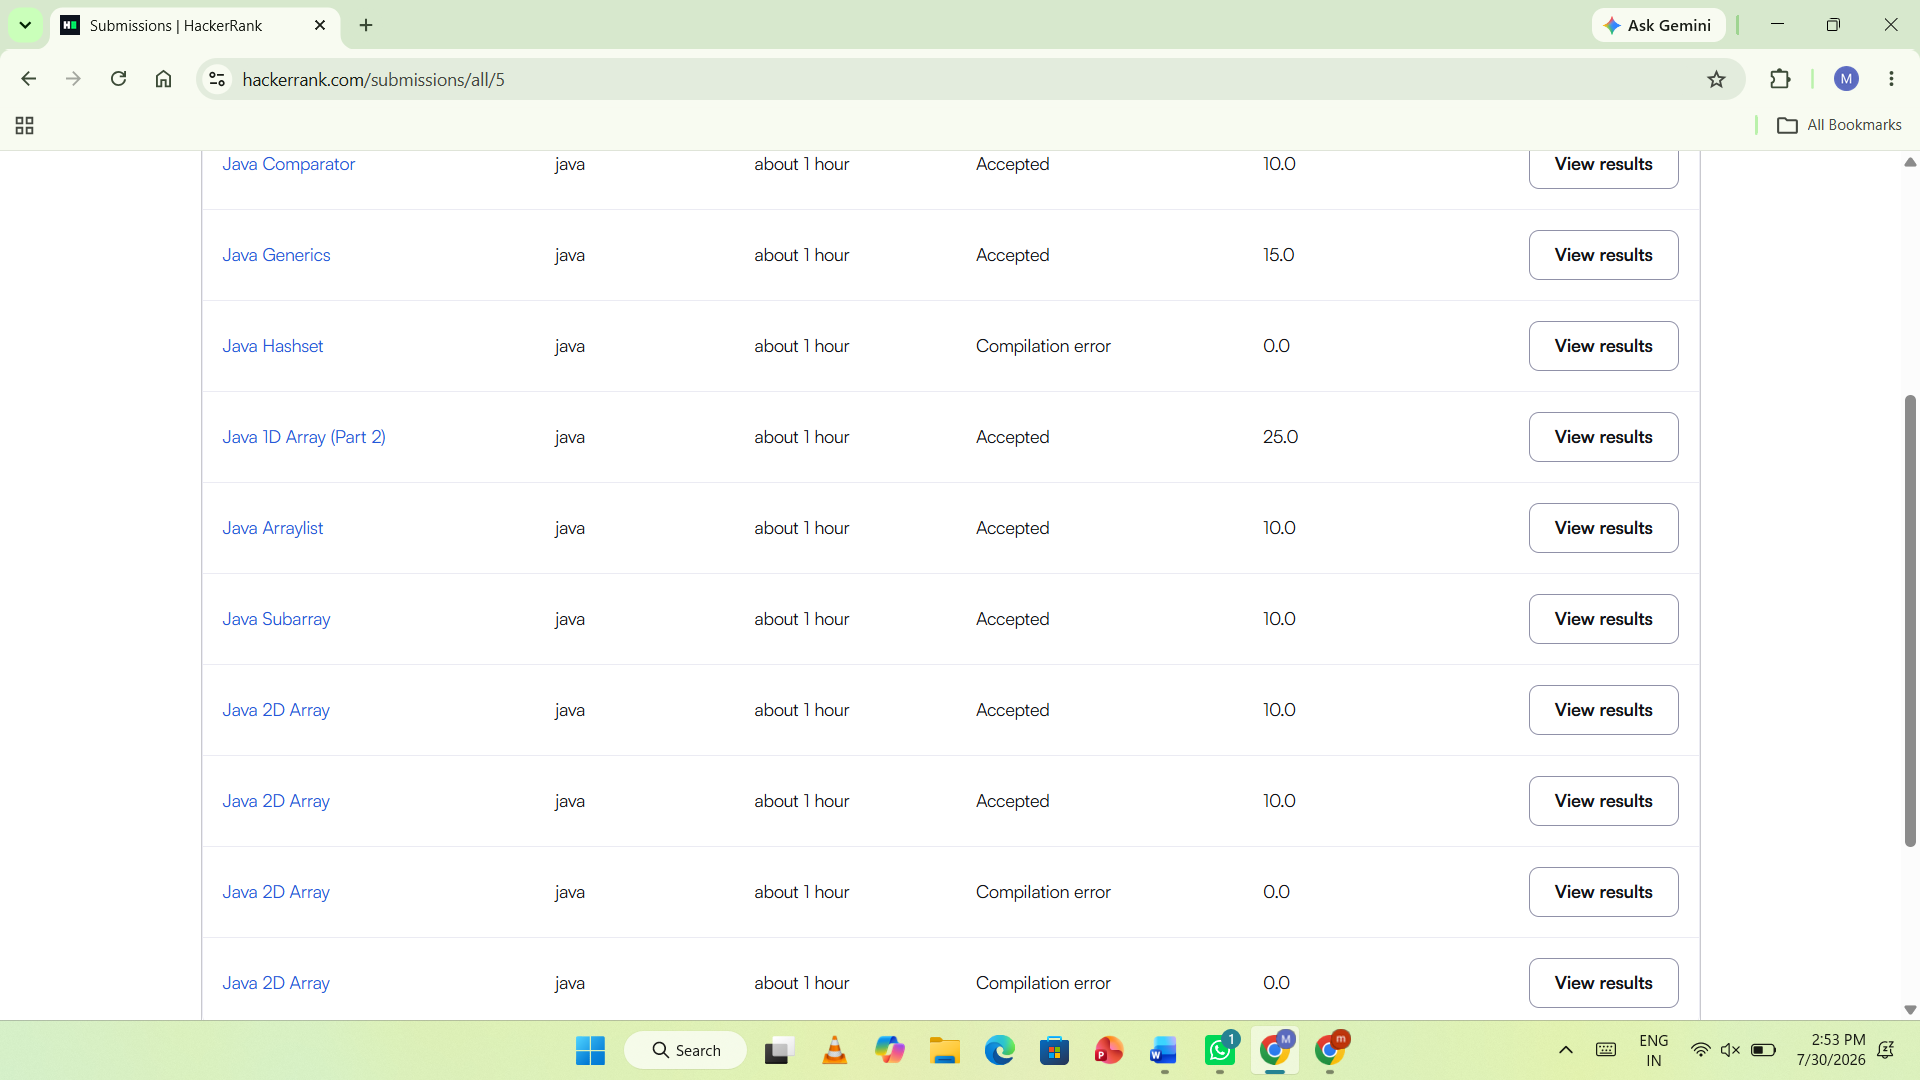 Submissions | HackerRank
Ask Gemini
hackerrank.com/submissions/all/5
M
All Bookmarks
Java Comparator java about 1 hour Accepted 10.0 View results
Java Generics java about 1 hour Accepted 15.0 View results
Java Hashset java about 1 hour Compilation error 0.0 View results
Java 1D Array (Part 2) java about 1 hour Accepted 25.0 View results
Java Arraylist java about 1 hour Accepted 10.0 View results
Java Subarray java about 1 hour Accepted 10.0 View results
Java 2D Array java about 1 hour Accepted 10.0 View results
Java 2D Array java about 1 hour Accepted 10.0 View results
Java 2D Array java about 1 hour Compilation error 0.0 View results
Java 2D Array java about 1 hour Compilation error 0.0 View results
Search
1
M
m
ENG
IN
2:53 PM
7/30/2026